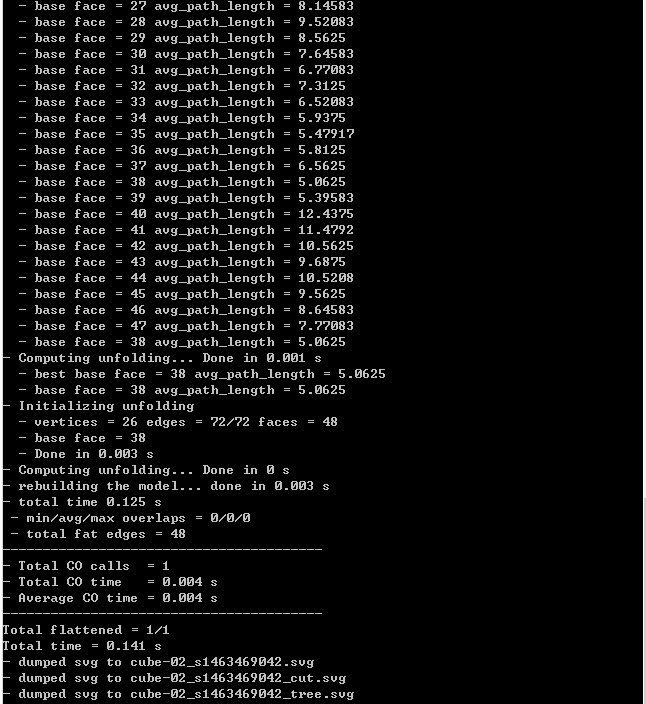 - base face = 27 avg_path_length = 8.14583
- base face = 28 avg_path_length = 9.52083
- base face = 29 avg_path_length = 8.5625
- base face = 30 avg_path_length = 7.64583
- base face = 31 avg_path_length = 6.77083
- base face = 32 avg_path_length = 7.3125
- base face = 33 avg_path_length = 6.52083
- base face = 34 avg_path_length = 5.9375
- base face = 35 avg_path_length = 5.47917
- base face = 36 avg_path_length = 5.8125
- base face = 37 avg_path_length = 6.5625
- base face = 38 avg_path_length = 5.0625
- base face = 39 avg_path_length = 5.39583
- base face = 40 avg_path_length = 12.4375
- base face = 41 avg_path_length = 11.4792
- base face = 42 avg_path_length = 10.5625
- base face = 43 avg_path_length = 9.6875
- base face = 44 avg_path_length = 10.5208
- base face = 45 avg_path_length = 9.5625
- base face = 46 avg_path_length = 8.64583
- base face = 47 avg_path_length = 7.77083
- base face = 38 avg_path_length = 5.0625
- Computing unfolding... Done in 0.001 s
- best base face = 38 avg_path_length = 5.0625
- base face = 38 avg_path_length = 5.0625
- Initializing unfolding
- vertices = 26 edges = 72/72 faces = 48
- base face = 38
- Done in 0.003 s
- Computing unfolding... Done in 0 s
- rebuilding the model... done in 0.003 s
- total time 0.125 s
- min/avg/max overlaps = 0/0/0
- total fat edges = 48
----------------------------------------
- Total CO calls  = 1
- Total CO time   = 0.004 s
- Average CO time = 0.004 s
----------------------------------------
Total flattened = 1/1
Total time = 0.141 s
- dumped svg to cube-02_s1463469042.svg
- dumped svg to cube-02_s1463469042_cut.svg
- dumped svg to cube-02_s1463469042_tree.svg